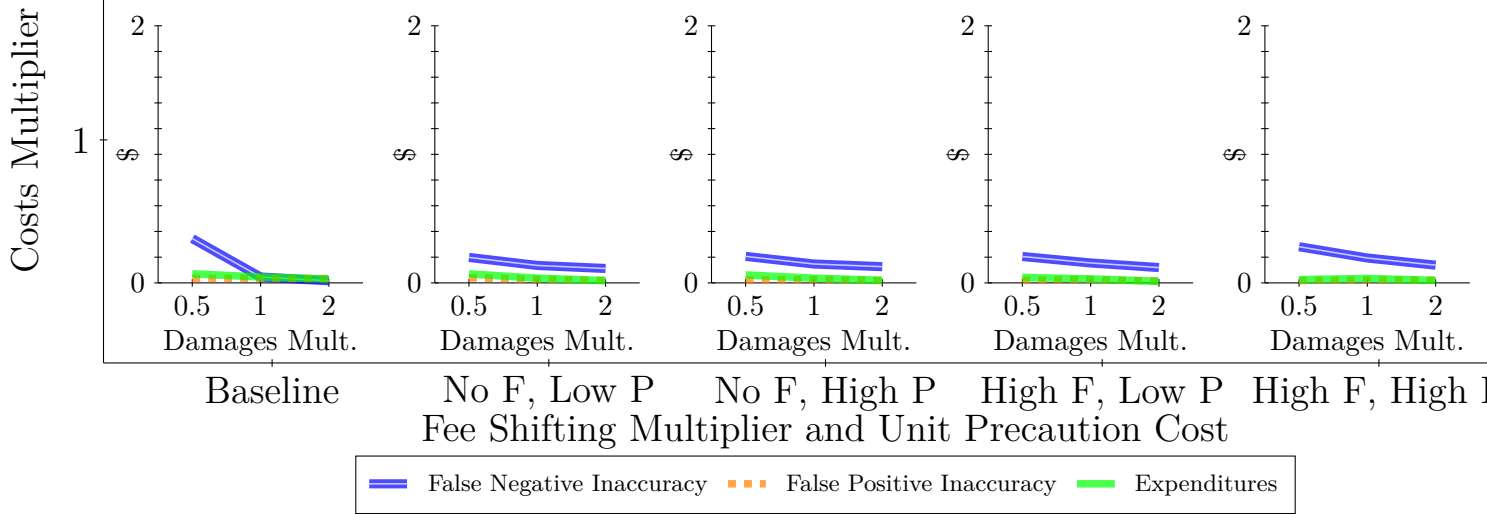 Costs Multiplier
1
2 2 2 2 2
$ $ $ $ $
0 0 0 0 0
0.5 1 2 0.5 1 2 0.5 1 2 0.5 1 2 0.5 1 2
Damages Mult. Damages Mult. Damages Mult. Damages Mult. Damages Mult.
Baseline No F, Low P No F, High P High F, Low P High F, High
Fee Shifting Multiplier and Unit Precaution Cost
False Negative Inaccuracy False Positive Inaccuracy Expenditures